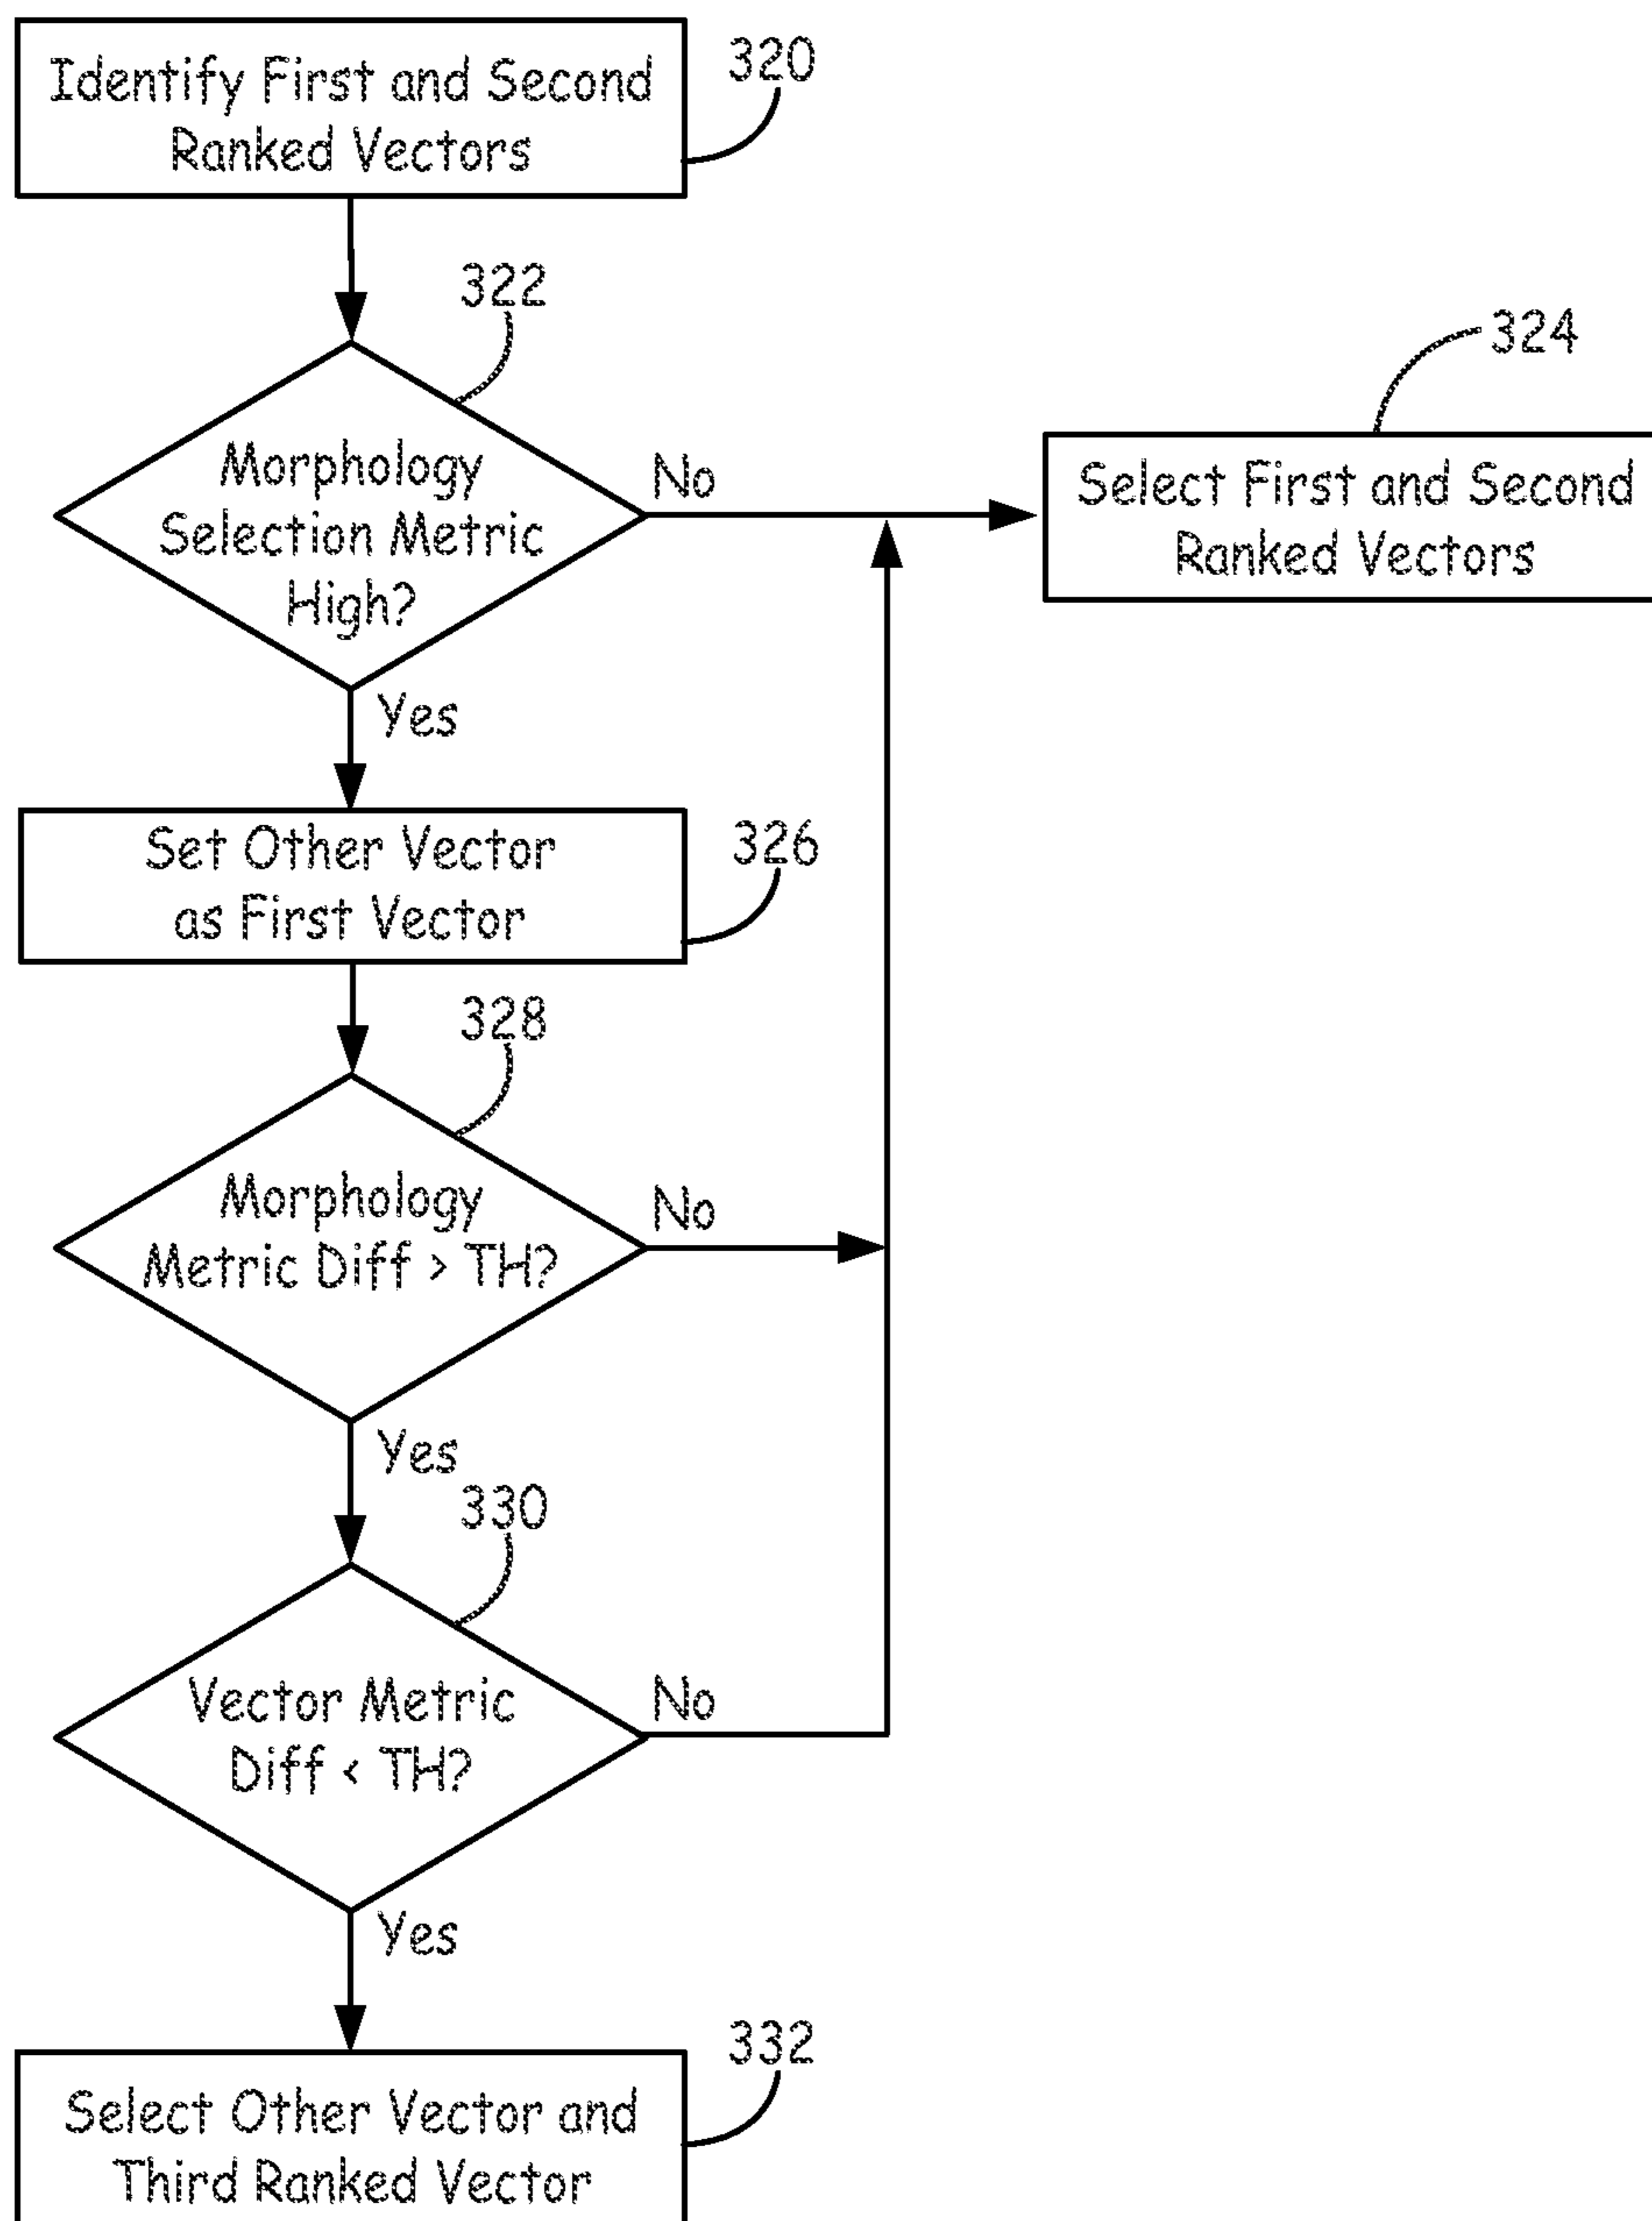 Identify First and Second
Ranked Vectors
320
322
Morphology
Selection Metric
High?
No
Yes
324
Select First and Second
Ranked Vectors
Set Other Vector
as First Vector
326
328
Morphology
Metric Diff > TH?
No
Yes
330
Vector Metric
Diff < TH?
No
Yes
332
Select Other Vector and
Third Ranked Vector